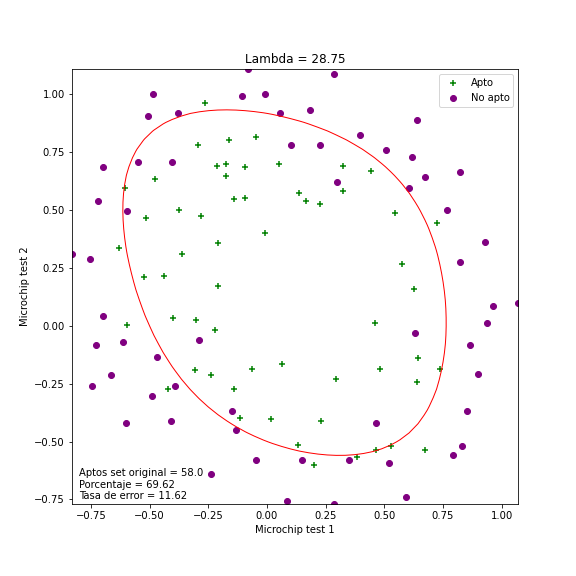 Lambda = 28.75
Apto
No apto
1.00
0.75
0.50
0.25
0.00
−0.25
−0.50
−0.75
Microchip test 2
Aptos set original = 58.0
Porcentaje = 69.62
Tasa de error = 11.62
−0.75 −0.50 −0.25 0.00 0.25 0.50 0.75 1.00
Microchip test 1